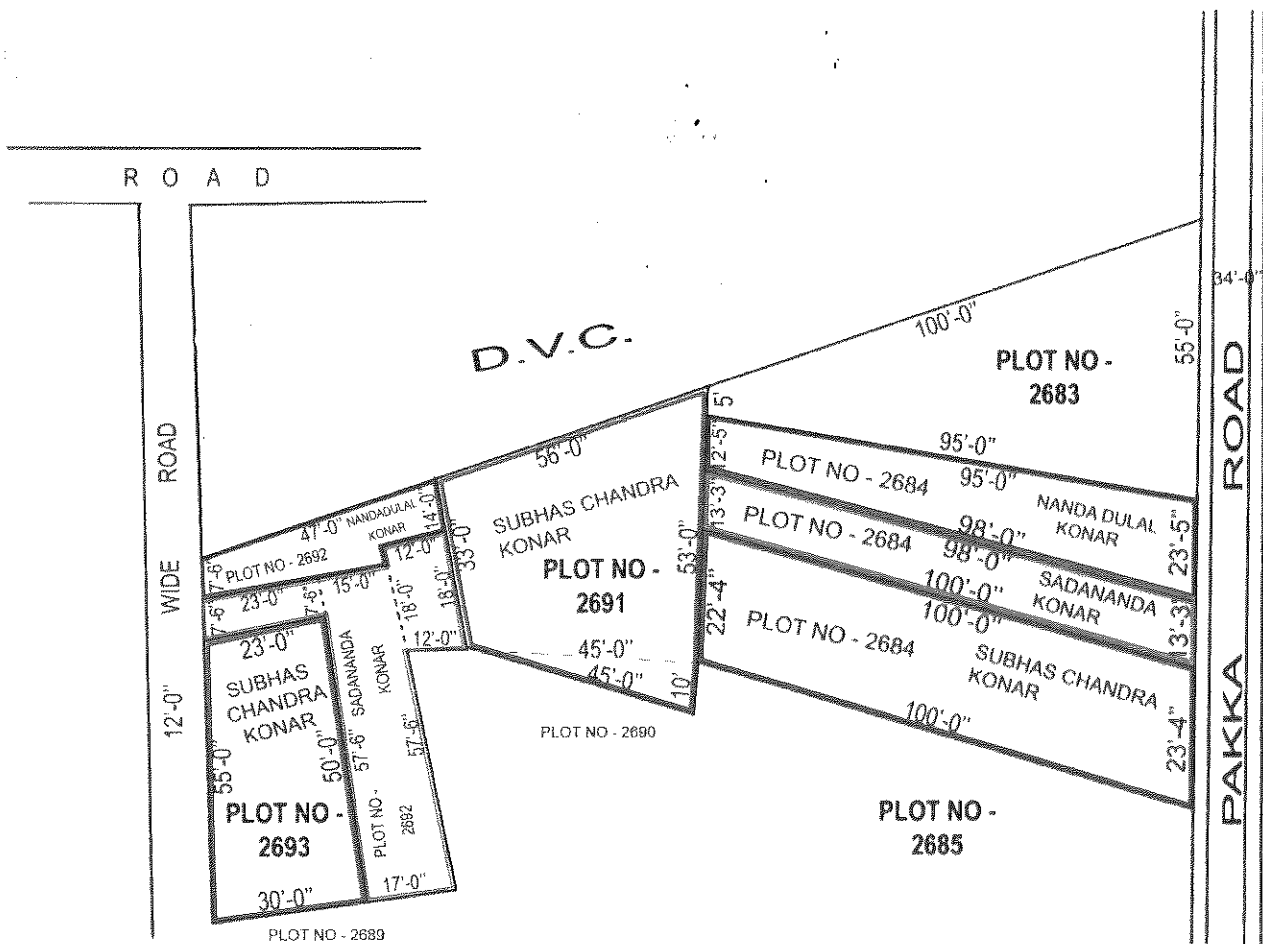 R O A D
34'-0"
D.V.C.
100'-0"
55'-0"
PLOT NO -
2683
PAKKA ROAD
12'-0" WIDE ROAD
56'-0"
5'
95'-0"
12'-5"
PLOT NO - 2684
95'-0"
NANDA DULAL
KONAR
23'-5"
98'-0"
13'-3"
PLOT NO - 2684
98'-0"
SADANANDA
KONAR
13'-3"
100'-0"
100'-0"
22'-4"
PLOT NO - 2684
SUBHAS CHANDRA
KONAR
23'-4"
100'-0"
PLOT NO -
2685
SUBHAS CHANDRA
KONAR
PLOT NO -
2691
33'-0"
53'-0"
45'-0"
45'-0"
10'
PLOT NO - 2690
47'-0"
NANDADULAL
KONAR
14'-0"
7'-6"
PLOT NO - 2692
12'-0"
23'-0"
15'-0"
7'-6"
7'-6"
18'-0"
18'-0"
12'-0"
23'-0"
SUBHAS
CHANDRA
KONAR
55'-0"
50'-0"
57'-6"
SADANANDA
KONAR
57'-6"
PLOT NO -
2692
PLOT NO -
2693
30'-0"
17'-0"
PLOT NO - 2689